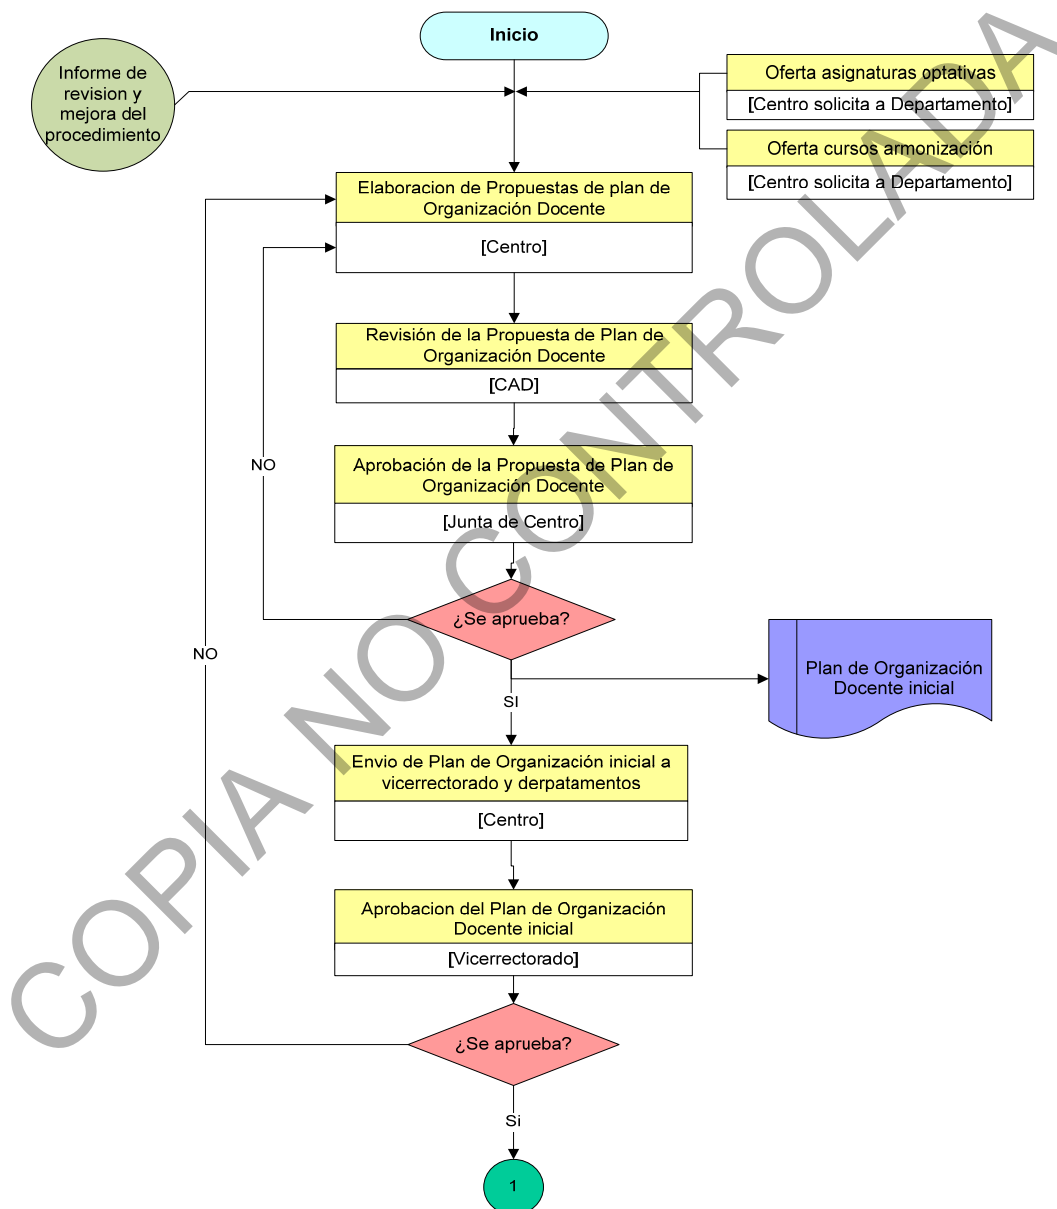 Inicio
Informe de
revision y
mejora del
procedimiento
Oferta asignaturas optativas
[Centro solicita a Departamento]
Oferta cursos armonización
[Centro solicita a Departamento]
Elaboracion de Propuestas de plan de
Organización Docente
[Centro]
Revisión de la Propuesta de Plan de
Organización Docente
[CAD]
Aprobación de la Propuesta de Plan de
Organización Docente
[Junta de Centro]
NO
¿Se aprueba?
NO
Plan de Organización
Docente inicial
SI
Envio de Plan de Organización inicial a
vicerrectorado y derpatamentos
[Centro]
Aprobacion del Plan de Organización
Docente inicial
[Vicerrectorado]
¿Se aprueba?
Si
1
COPIA NO CONTROLADA